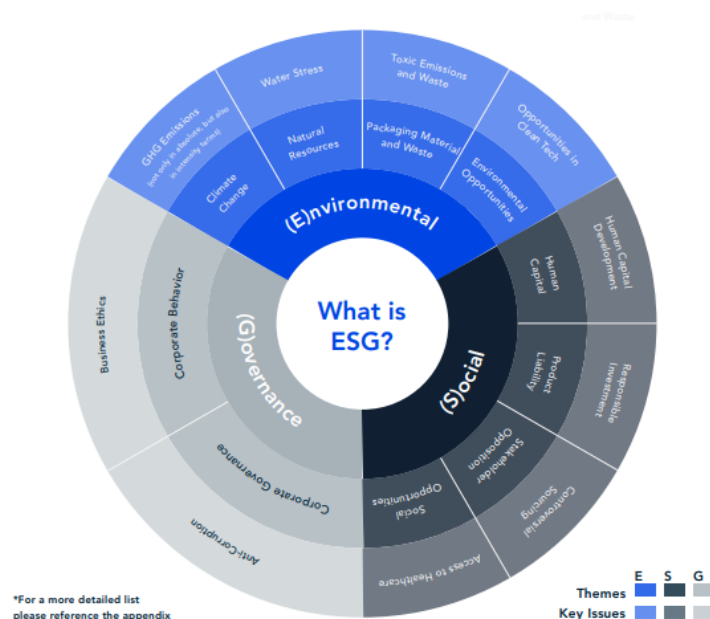 and Waste
Water Stress
Toxic Emissions
and Waste
GHG Emissions
(not only in absolute, but also
in intensity terms)
Opportunities in
Clean Tech
Climate
Change
Natural
Resources
Packaging Material
and Waste
Environmental
Opportunities
(E)nvironmental
Human Capital
Development
Human
Capital
Business Ethics
Corporate Behavior
(G)overnance
What is
ESG?
(S)ocial
Product
Liability
Responsible
Investment
Stakeholder
Opposition
Controversial
Sourcing
Social
Opportunities
Access to Healthcare
Corporate Governance
Anti-Corruption
E S G
Themes
Key Issues
*For a more detailed list
please reference the appendix